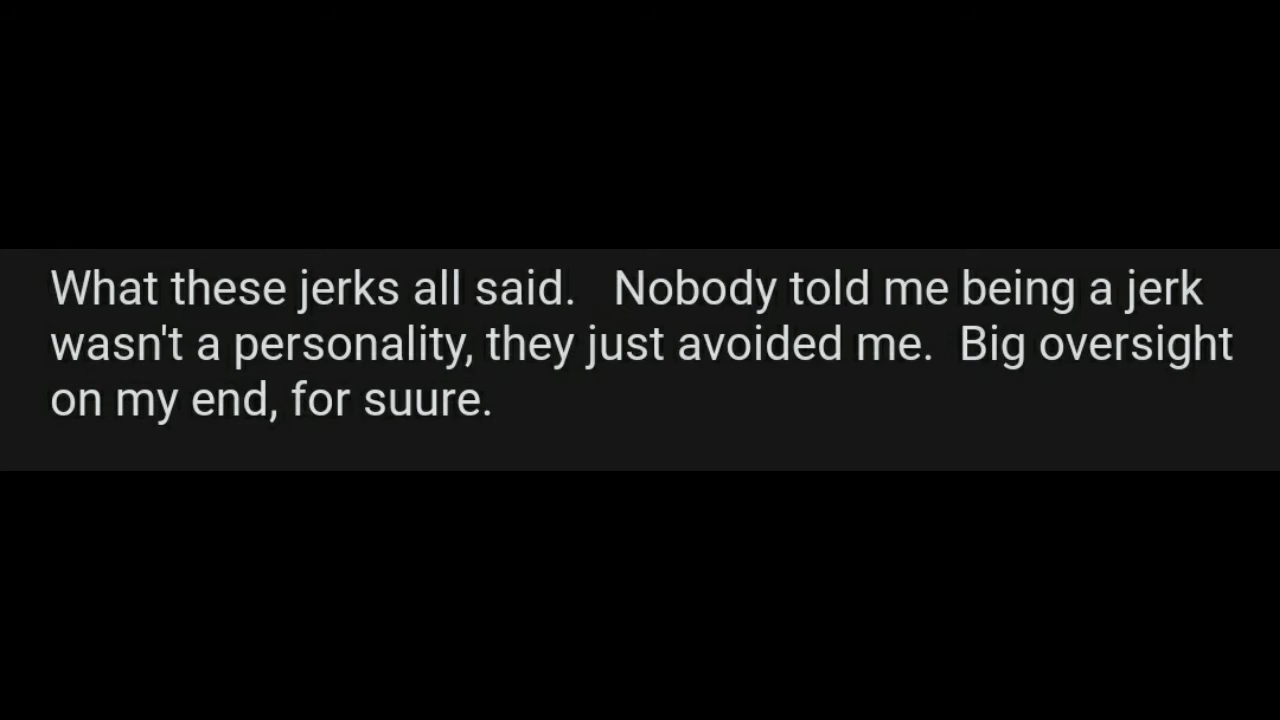 What these jerks all said.   Nobody told me being a jerk
wasn't a personality, they just avoided me.  Big oversight
on my end, for suure.